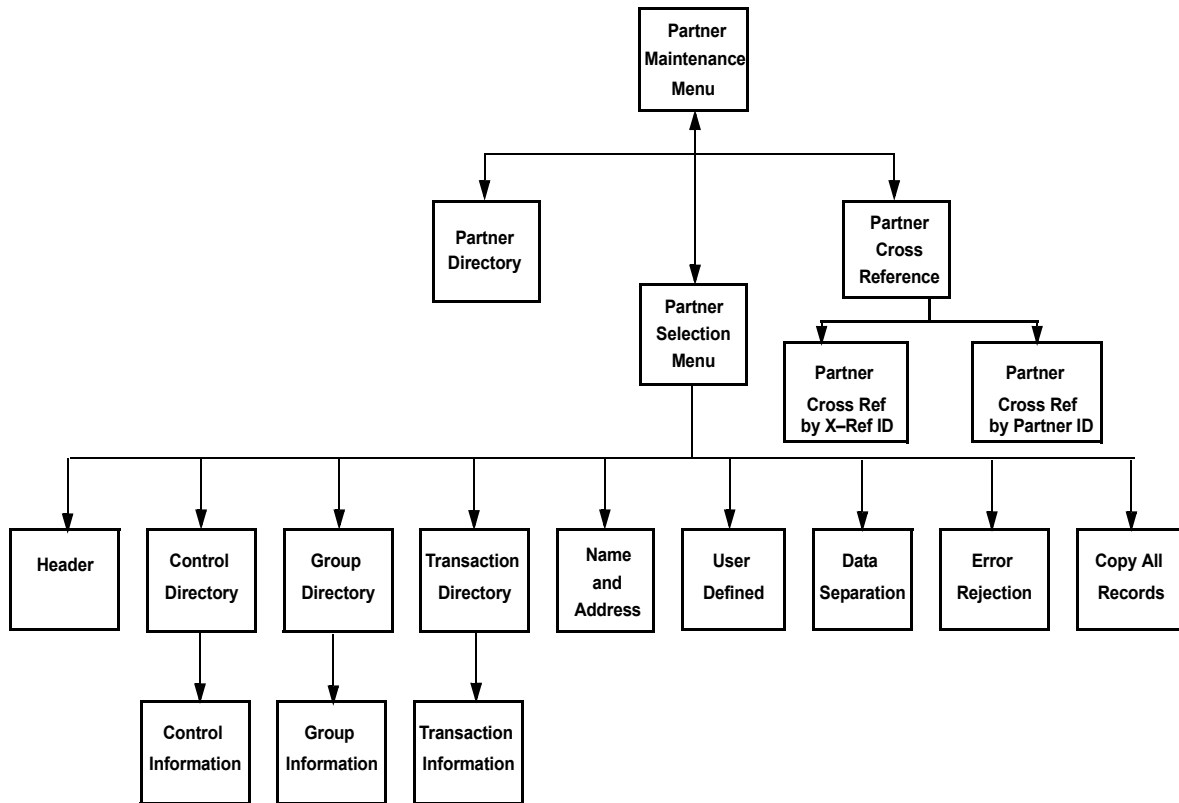 Partner
Maintenance
Menu
Partner
Directory
Partner
Cross
Reference
Partner
Selection
Menu
Partner
Cross Ref
by X–Ref ID
Partner
Cross Ref
by Partner ID
Header
Control
Directory
Group
Directory
Transaction
Directory
Name
and
Address
User
Defined
Data
Separation
Error
Rejection
Copy All
Records
Control
Information
Group
Information
Transaction
Information